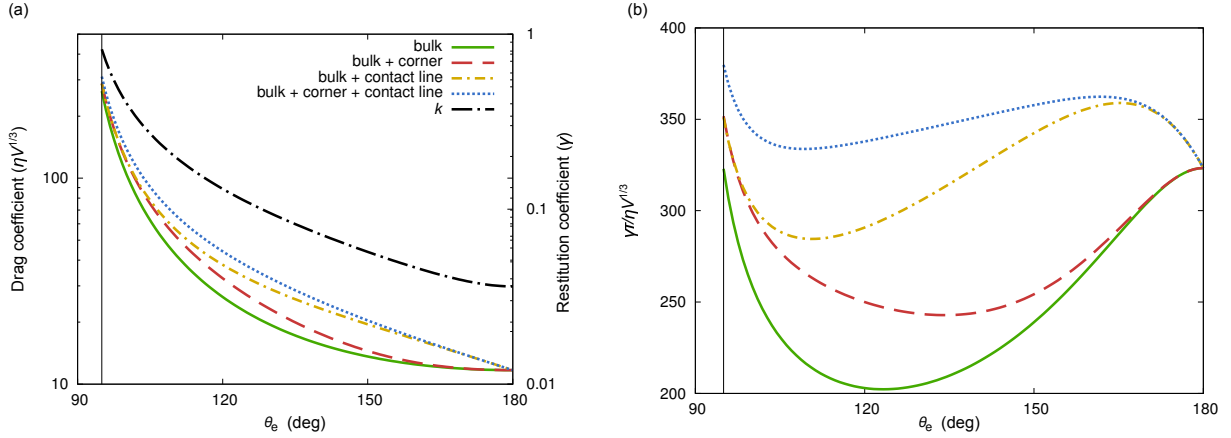 (a)
Drag coefficient (ηV^1/3)
100
10
90
120
150
180
θe (deg)
1
0.1
0.01
Restitution coefficient (γ)
bulk
bulk + corner
bulk + contact line
bulk + corner + contact line
k
(b)
γτ/ηV^1/3
400
350
300
250
200
90
120
150
180
θe (deg)